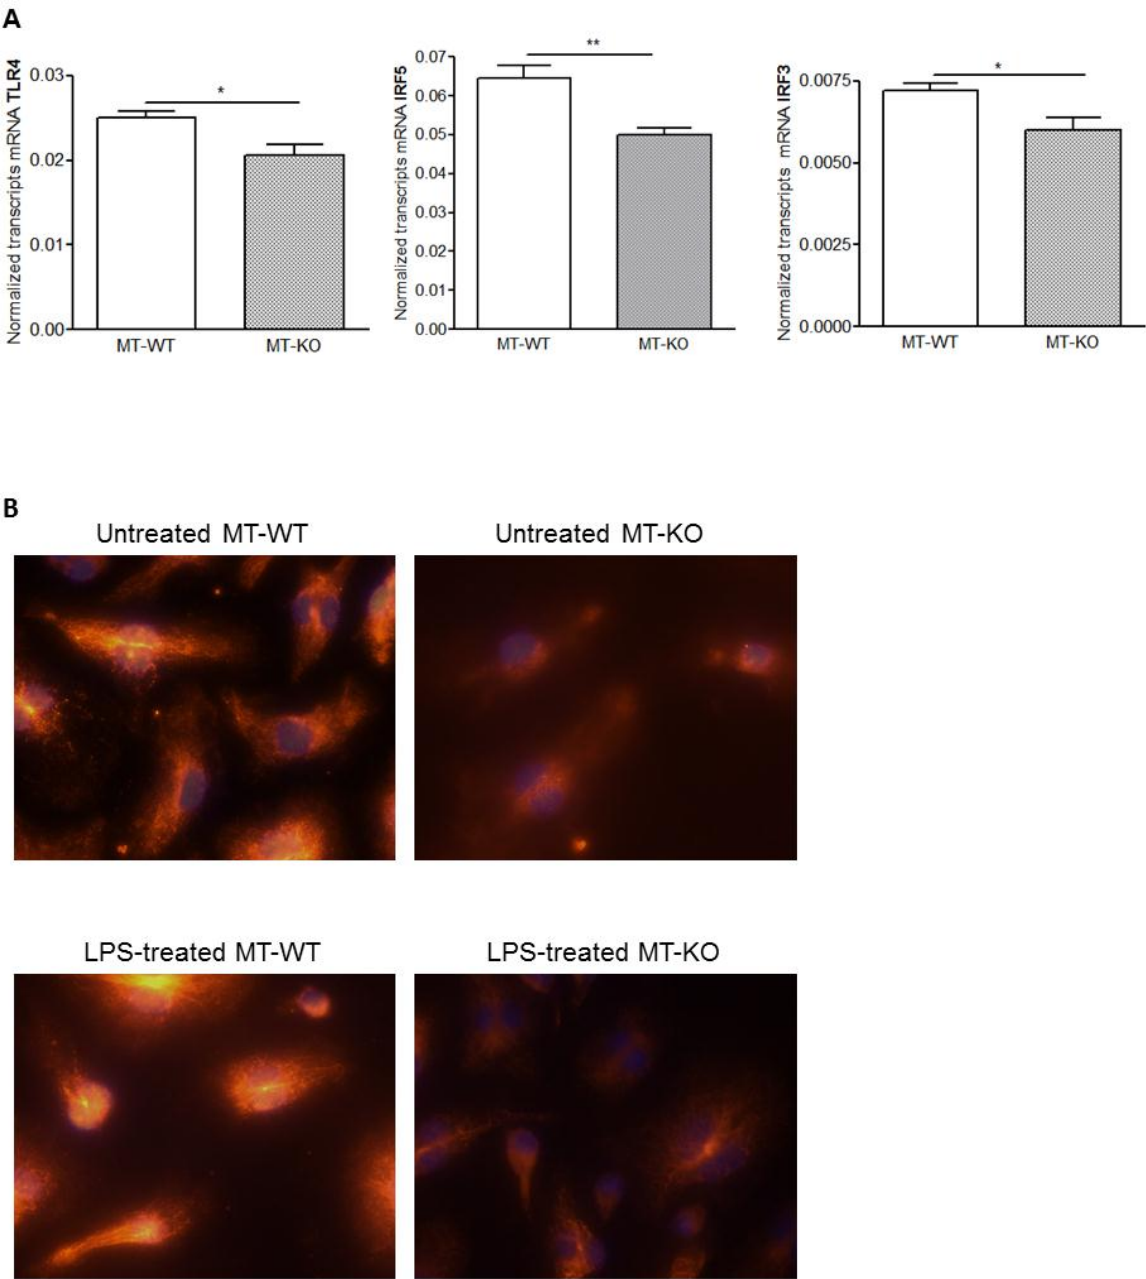 A
Normalized transcripts mRNA TLR4
0.03
0.02
0.01
0.00
*
MT-WT MT-KO
Normalized transcripts mRNA IRF5
0.07
0.06
0.05
0.04
0.03
0.02
0.01
0.00
**
MT-WT MT-KO
Normalized transcripts mRNA IRF3
0.0075
0.0050
0.0025
0.0000
*
MT-WT MT-KO
B
Untreated MT-WT
Untreated MT-KO
LPS-treated MT-WT
LPS-treated MT-KO